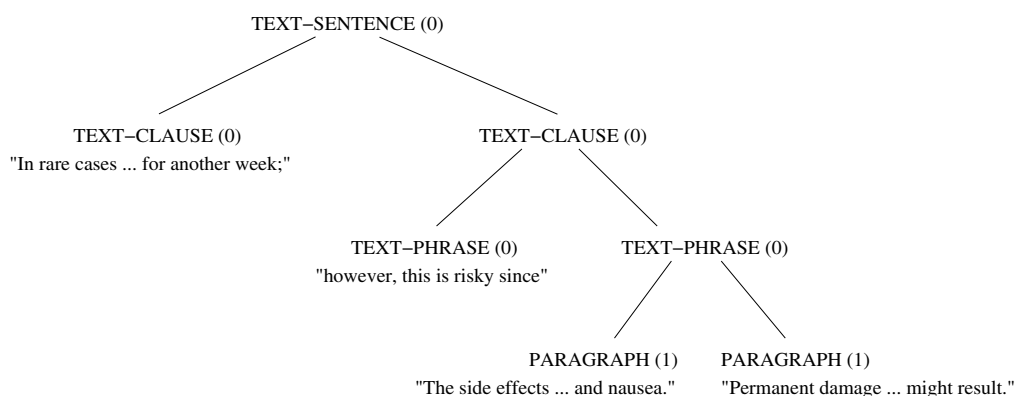 TEXT−SENTENCE (0)
TEXT−CLAUSE (0) TEXT−CLAUSE (0)
"In rare cases ... for another week;"
TEXT−PHRASE (0) TEXT−PHRASE (0)
"however, this is risky since"
PARAGRAPH (1) PARAGRAPH (1)
"The side effects ... and nausea." "Permanent damage ... might result."